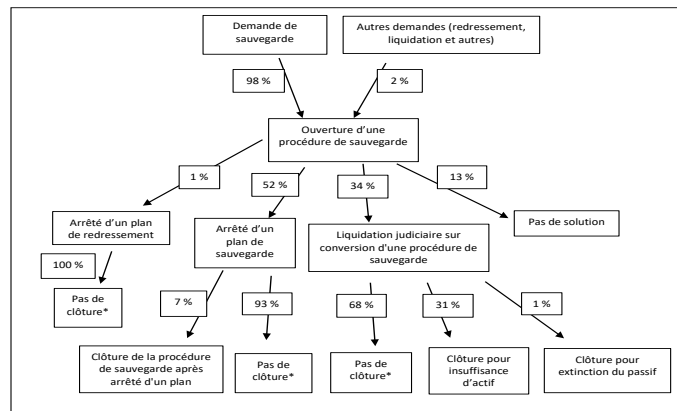 Demande de
sauvegarde
Autres demandes (redressement,
liquidation et autres)
98 %
2 %
Ouverture d'une
procédure de sauvegarde
1 %
52 %
34 %
13 %
Arrêté d'un plan
de redressement
Arrêté d'un
plan de
sauvegarde
Liquidation judiciaire sur
conversion d'une procédure de
sauvegarde
Pas de solution
100 %
Pas de
clôture*
7 %
93 %
68 %
31 %
1 %
Clôture de la procédure
de sauvegarde après
arrêté d'un plan
Pas de
clôture*
Pas de
clôture*
Clôture pour
insuffisance
d'actif
Clôture pour
extinction du passif